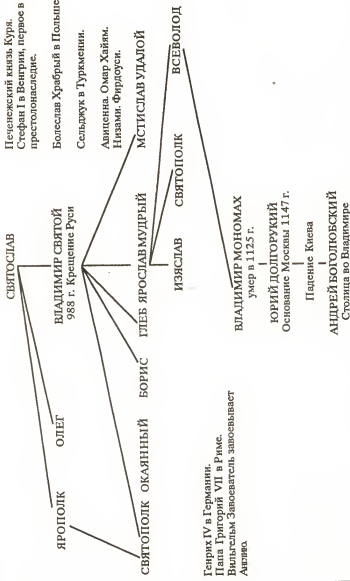 Печенежский князь Куря.
Стефан I в Венгрии, первое в
престолонаследие.
Болеслав Храбрый в Польше
Сельджук в Туркмении.
Авиценна. Омар Хайям.
Низами. Фирдоуси.
СВЯТОСЛАВ
ЯРОПОЛК
ОЛЕГ
ВЛАДИМИР СВЯТОЙ
988 г. Крещение Руси
СВЯТОПОЛК ОКАЯННЫЙ
БОРИС
ГЛЕБ
ЯРОСЛАВ МУДРЫЙ
МСТИСЛАВ УДАЛОЙ
ИЗЯСЛАВ
СВЯТОПОЛК
ВСЕВОЛОД
Генрих IV в Германии.
Папа Григорий VII в Риме.
Вильгельм Завоеватель завоевывает
Англию.
ВЛАДИМИР МОНОМАХ
умер в 1125 г.
ЮРИЙ ДОЛГОРУКИЙ
Основание Москвы 1147 г.
Падение Киева
АНДРЕЙ БОГОЛЮБСКИЙ
Столица во Владимире